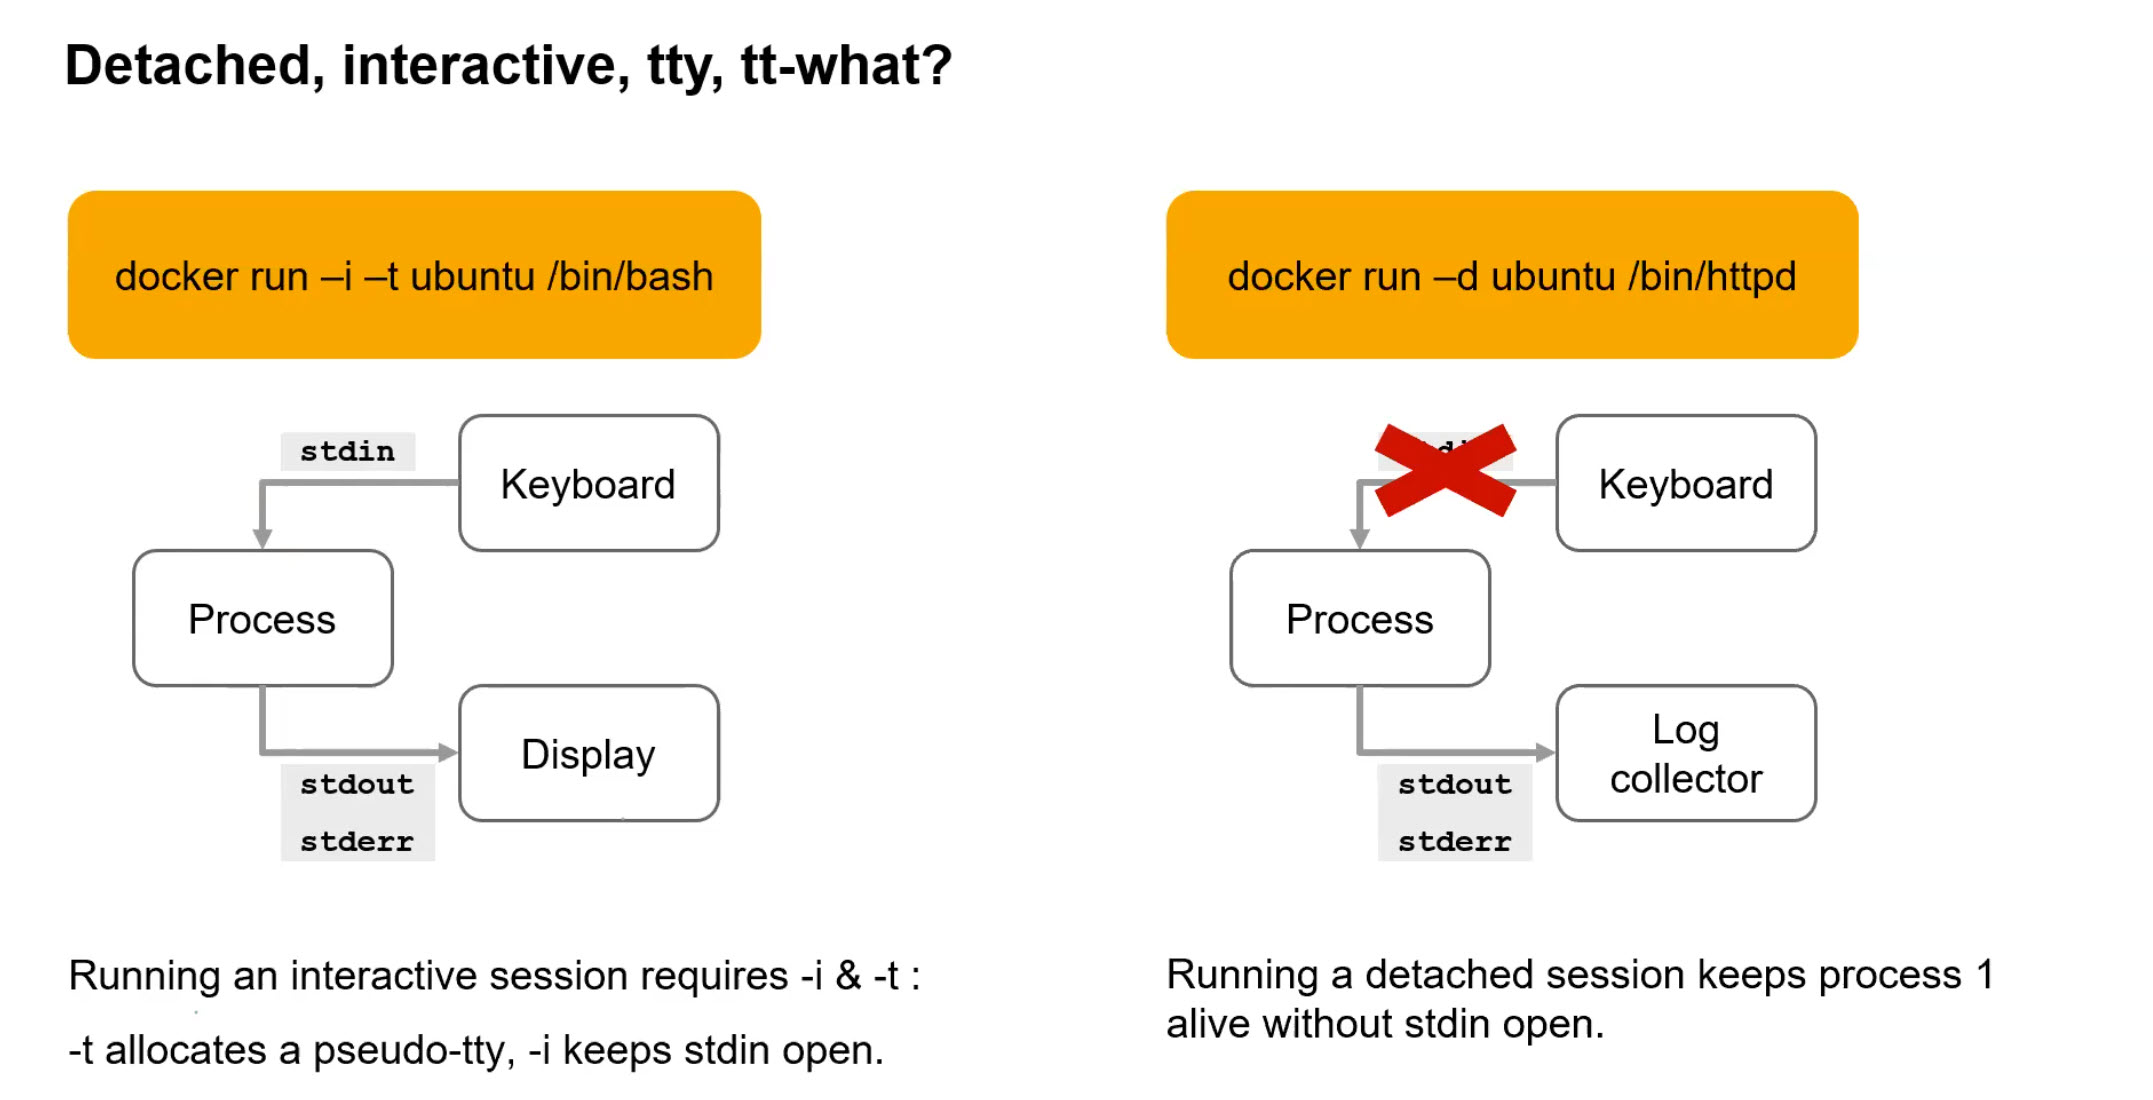 Detached, interactive, tty, tt-what?
docker run –i –t ubuntu /bin/bash
stdin
Keyboard
Process
Display
stdout
stderr
Running an interactive session requires -i & -t :
-t allocates a pseudo-tty, -i keeps stdin open.
docker run –d ubuntu /bin/httpd
Keyboard
Process
Log
collector
stdout
stderr
Running a detached session keeps process 1
alive without stdin open.